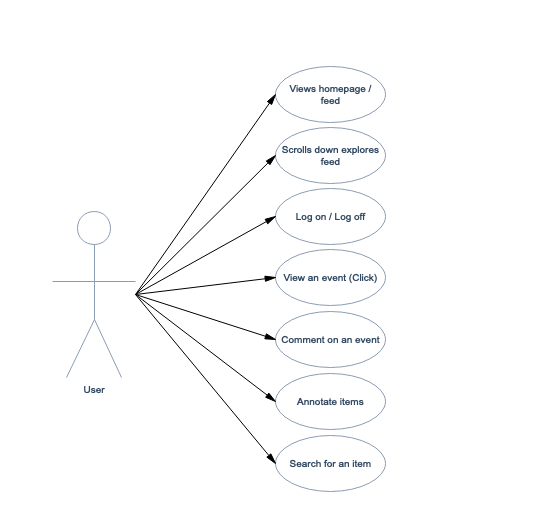 Views homepage /
feed
Scrolls down explores
feed
Log on / Log off
View an event (Click)
Comment on an event
Annotate items
Search for an item
User